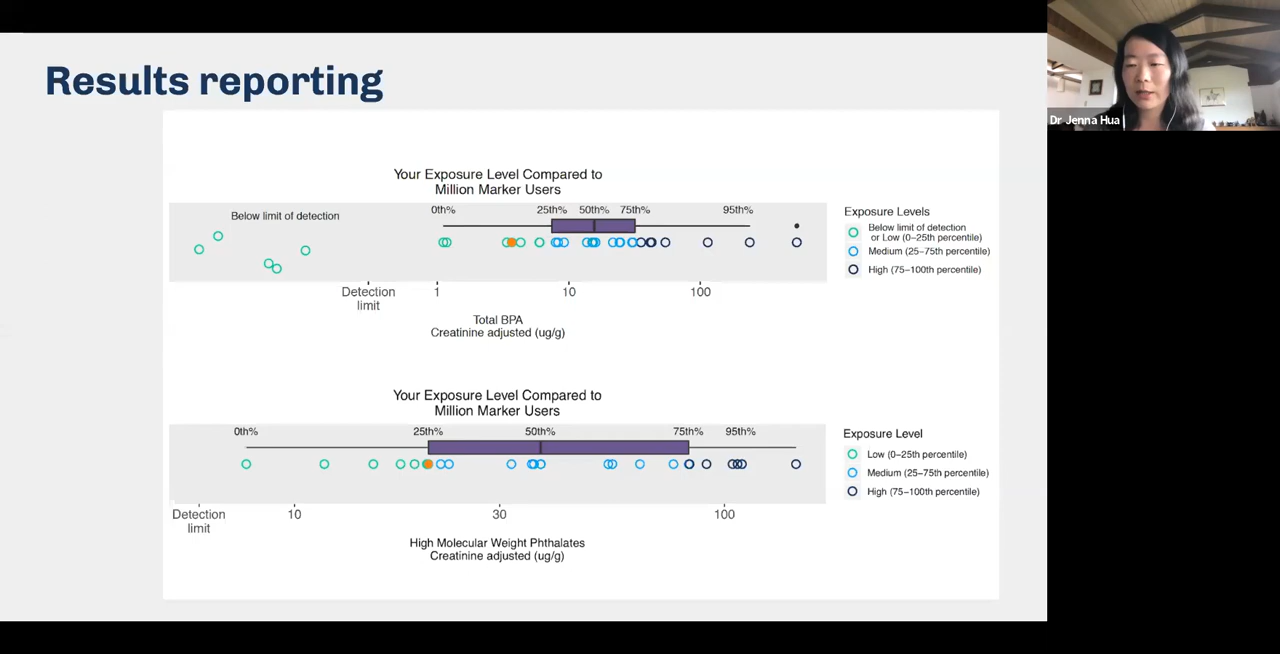 Results reporting
Dr Jenna Hua
Your Exposure Level Compared to
Million Marker Users
Below limit of detection
0th% 25th% 50th% 75th% 95th%
Detection
limit
1 10 100
Total BPA
Creatinine adjusted (ug/g)
Exposure Levels
Below limit of detection
or Low (0–25th percentile)
Medium (25–75th percentile)
High (75–100th percentile)
Your Exposure Level Compared to
Million Marker Users
0th% 25th% 50th% 75th% 95th%
Detection
limit
10 30 100
High Molecular Weight Phthalates
Creatinine adjusted (ug/g)
Exposure Level
Low (0–25th percentile)
Medium (25–75th percentile)
High (75–100th percentile)